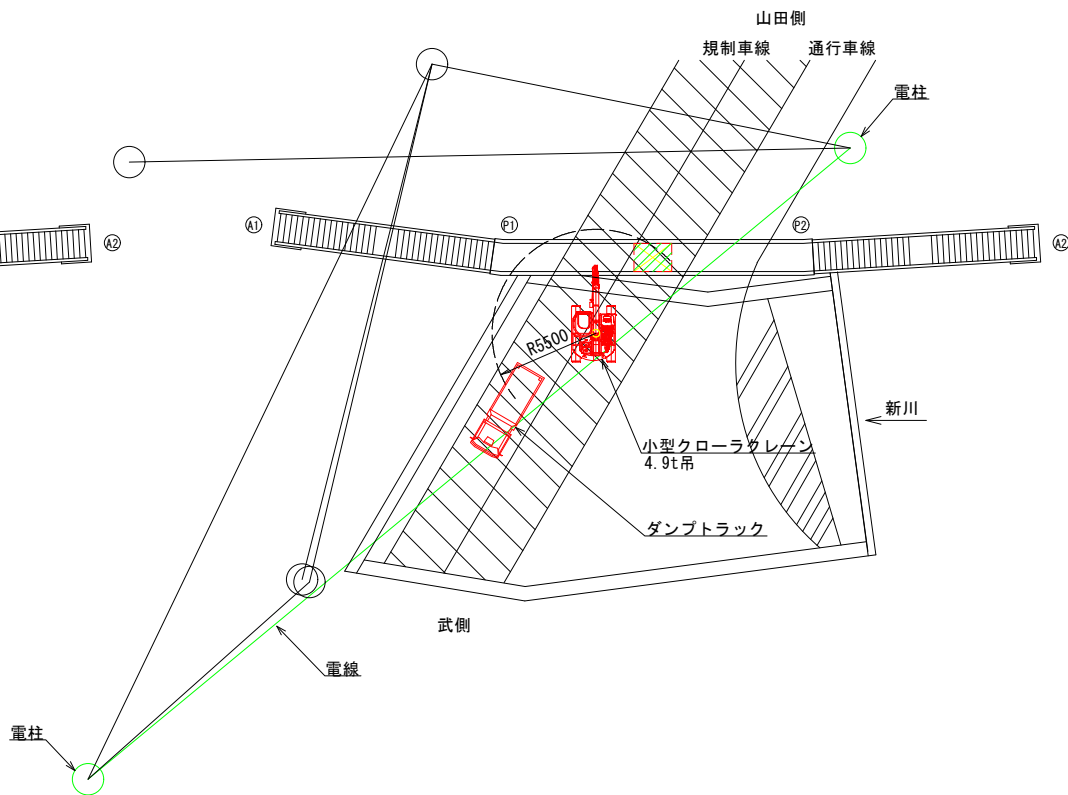 山田側
規制車線
通行車線
電柱
A1
P1
P2
A2
A2
R5500
新川
小型クローラクレーン
4.9t吊
ダンプトラック
武側
電線
電柱